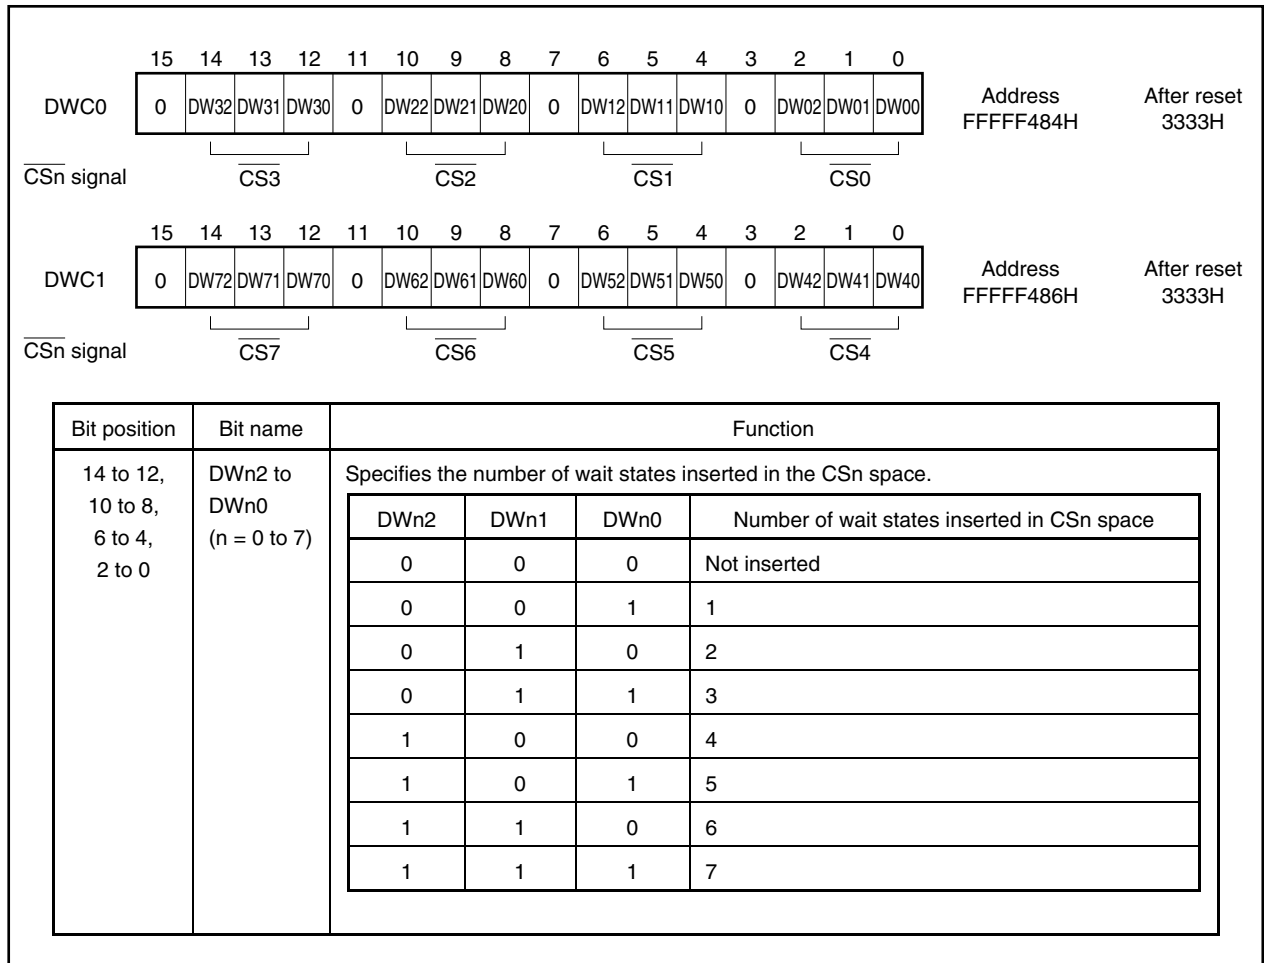 15 14 13 12 11 10 9 8 7 6 5 4 3 2 1 0
DWC0 0 DW32 DW31 DW30 0 DW22 DW21 DW20 0 DW12 DW11 DW10 0 DW02 DW01 DW00 Address After reset
FFFFF484H 3333H
CSn signal CS3 CS2 CS1 CS0
15 14 13 12 11 10 9 8 7 6 5 4 3 2 1 0
DWC1 0 DW72 DW71 DW70 0 DW62 DW61 DW60 0 DW52 DW51 DW50 0 DW42 DW41 DW40 Address After reset
FFFFF486H 3333H
CSn signal CS7 CS6 CS5 CS4
Bit position Bit name Function
14 to 12, DWn2 to Specifies the number of wait states inserted in the CSn space.
10 to 8, DWn0
6 to 4, (n = 0 to 7)
2 to 0
DWn2 DWn1 DWn0 Number of wait states inserted in CSn space
0 0 0 Not inserted
0 0 1 1
0 1 0 2
0 1 1 3
1 0 0 4
1 0 1 5
1 1 0 6
1 1 1 7